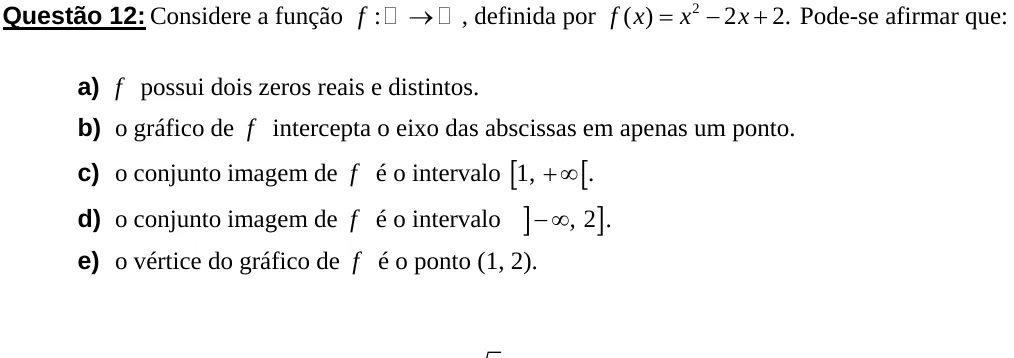 Questão 12: Considere a função f :□ → □ , definida por f(x) = x² − 2x + 2. Pode-se afirmar que:
a) f possui dois zeros reais e distintos.
b) o gráfico de f intercepta o eixo das abscissas em apenas um ponto.
c) o conjunto imagem de f é o intervalo [1, +∞[.
d) o conjunto imagem de f é o intervalo ]−∞, 2].
e) o vértice do gráfico de f é o ponto (1, 2).